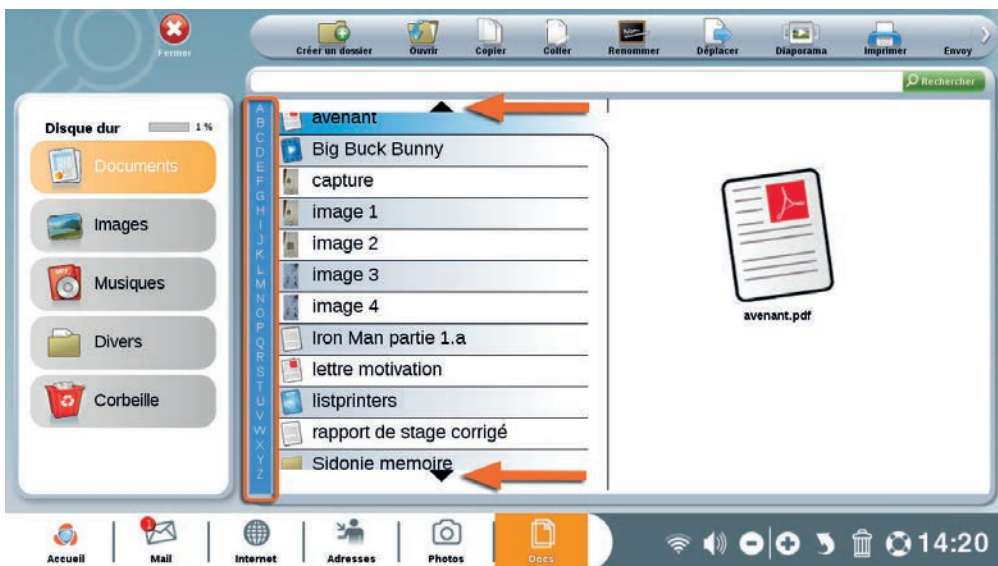 Fermer
Créer un dossier Ouvrir Copier Coller Renommer Déplacer Diaporama Imprimer Envoy
Rechercher
Disque dur 1 %
Documents
Images
Musiques
Divers
Corbeille
A
B
C
D
E
F
G
H
I
J
K
L
M
N
O
P
Q
R
S
T
U
V
W
X
Y
Z
avenant
Big Buck Bunny
capture
image 1
image 2
image 3
image 4
Iron Man partie 1.a
lettre motivation
listprinters
rapport de stage corrigé
Sidonie memoire
avenant.pdf
1
Accueil Mail Internet Adresses Photos Docs
14:20